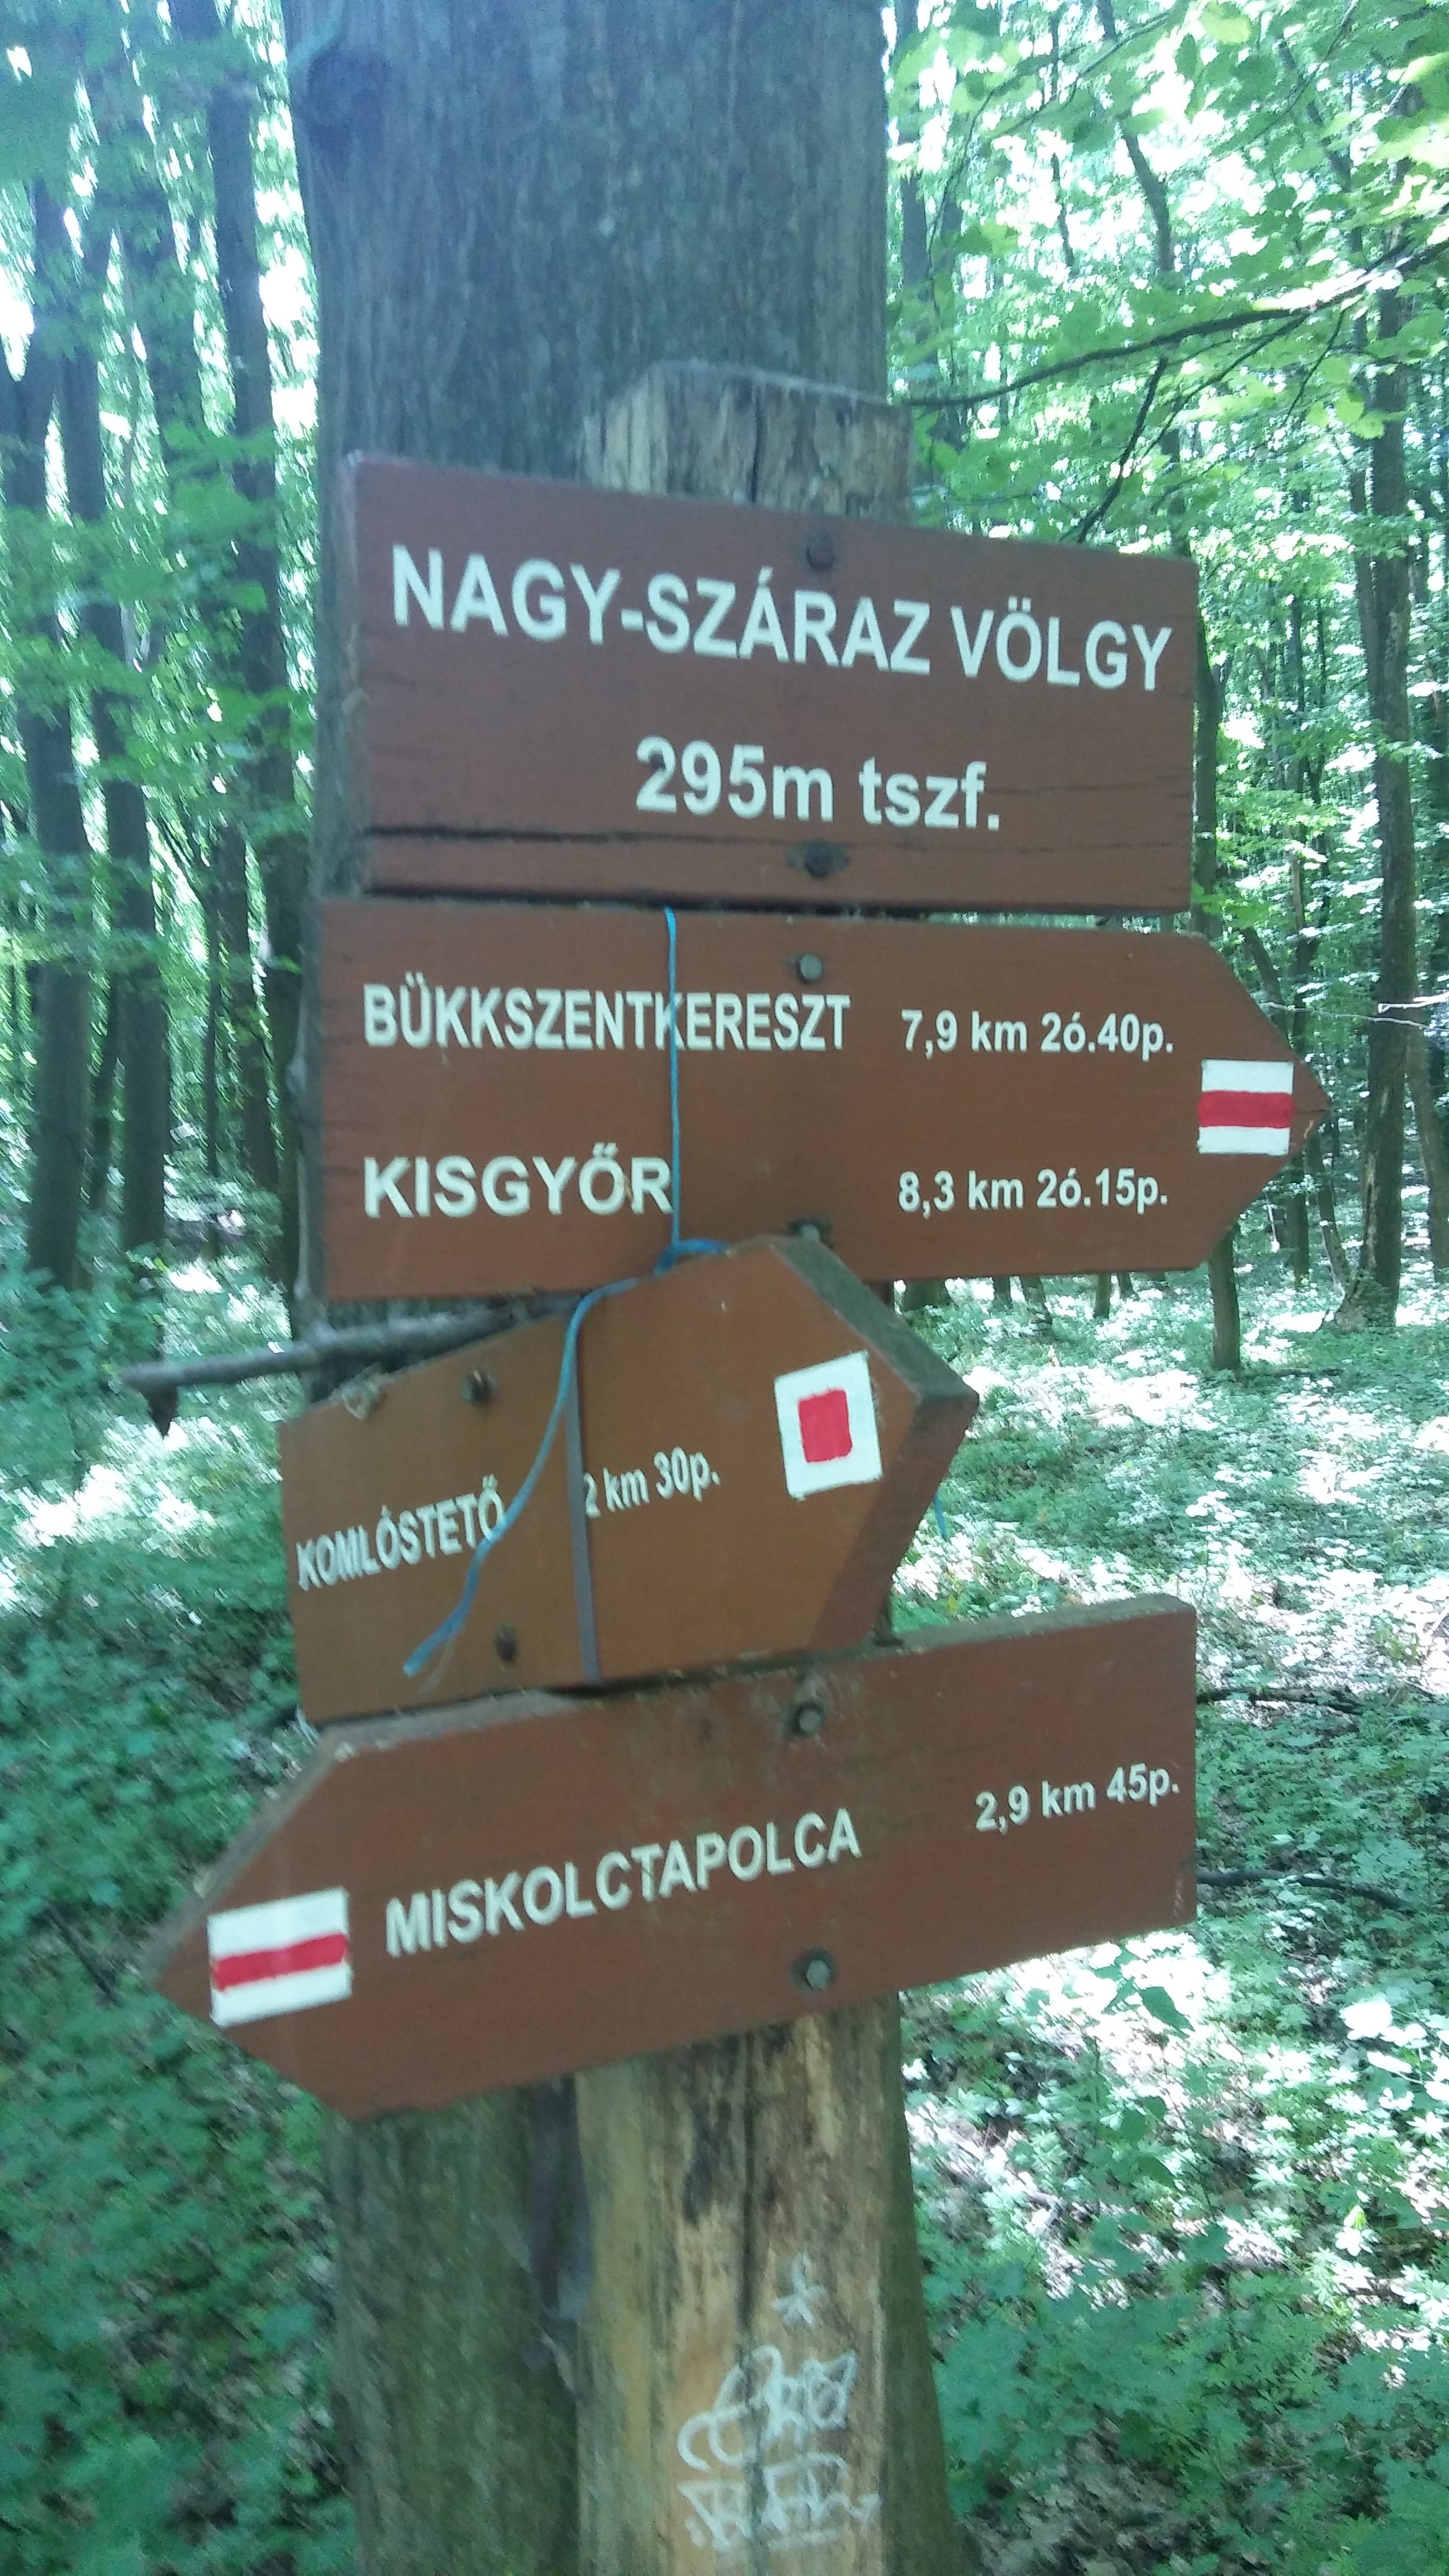 NAGY-SZÁRAZ VÖLGY
295m tszf.
BÜKKSZENTKERESZT 7,9 km 2ó.40p.
KISGYŐR 8,3 km 2ó.15p.
KOMLÓSTETŐ 2 km 30p.
MISKOLCTAPOLCA 2,9 km 45p.